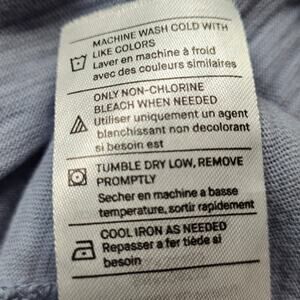 MACHINE WASH COLD WITH
LIKE COLORS
Laver en machine à froid
avec des couleurs similaires
ONLY NON-CHLORINE
BLEACH WHEN NEEDED
Utiliser uniquement un agent
blanchissant non decolorant
si besoin est
TUMBLE DRY LOW, REMOVE
PROMPTLY
Secher en machine a basse
temperature, sortir rapidement
COOL IRON AS NEEDED
Repasser a fer tiède si
besoin